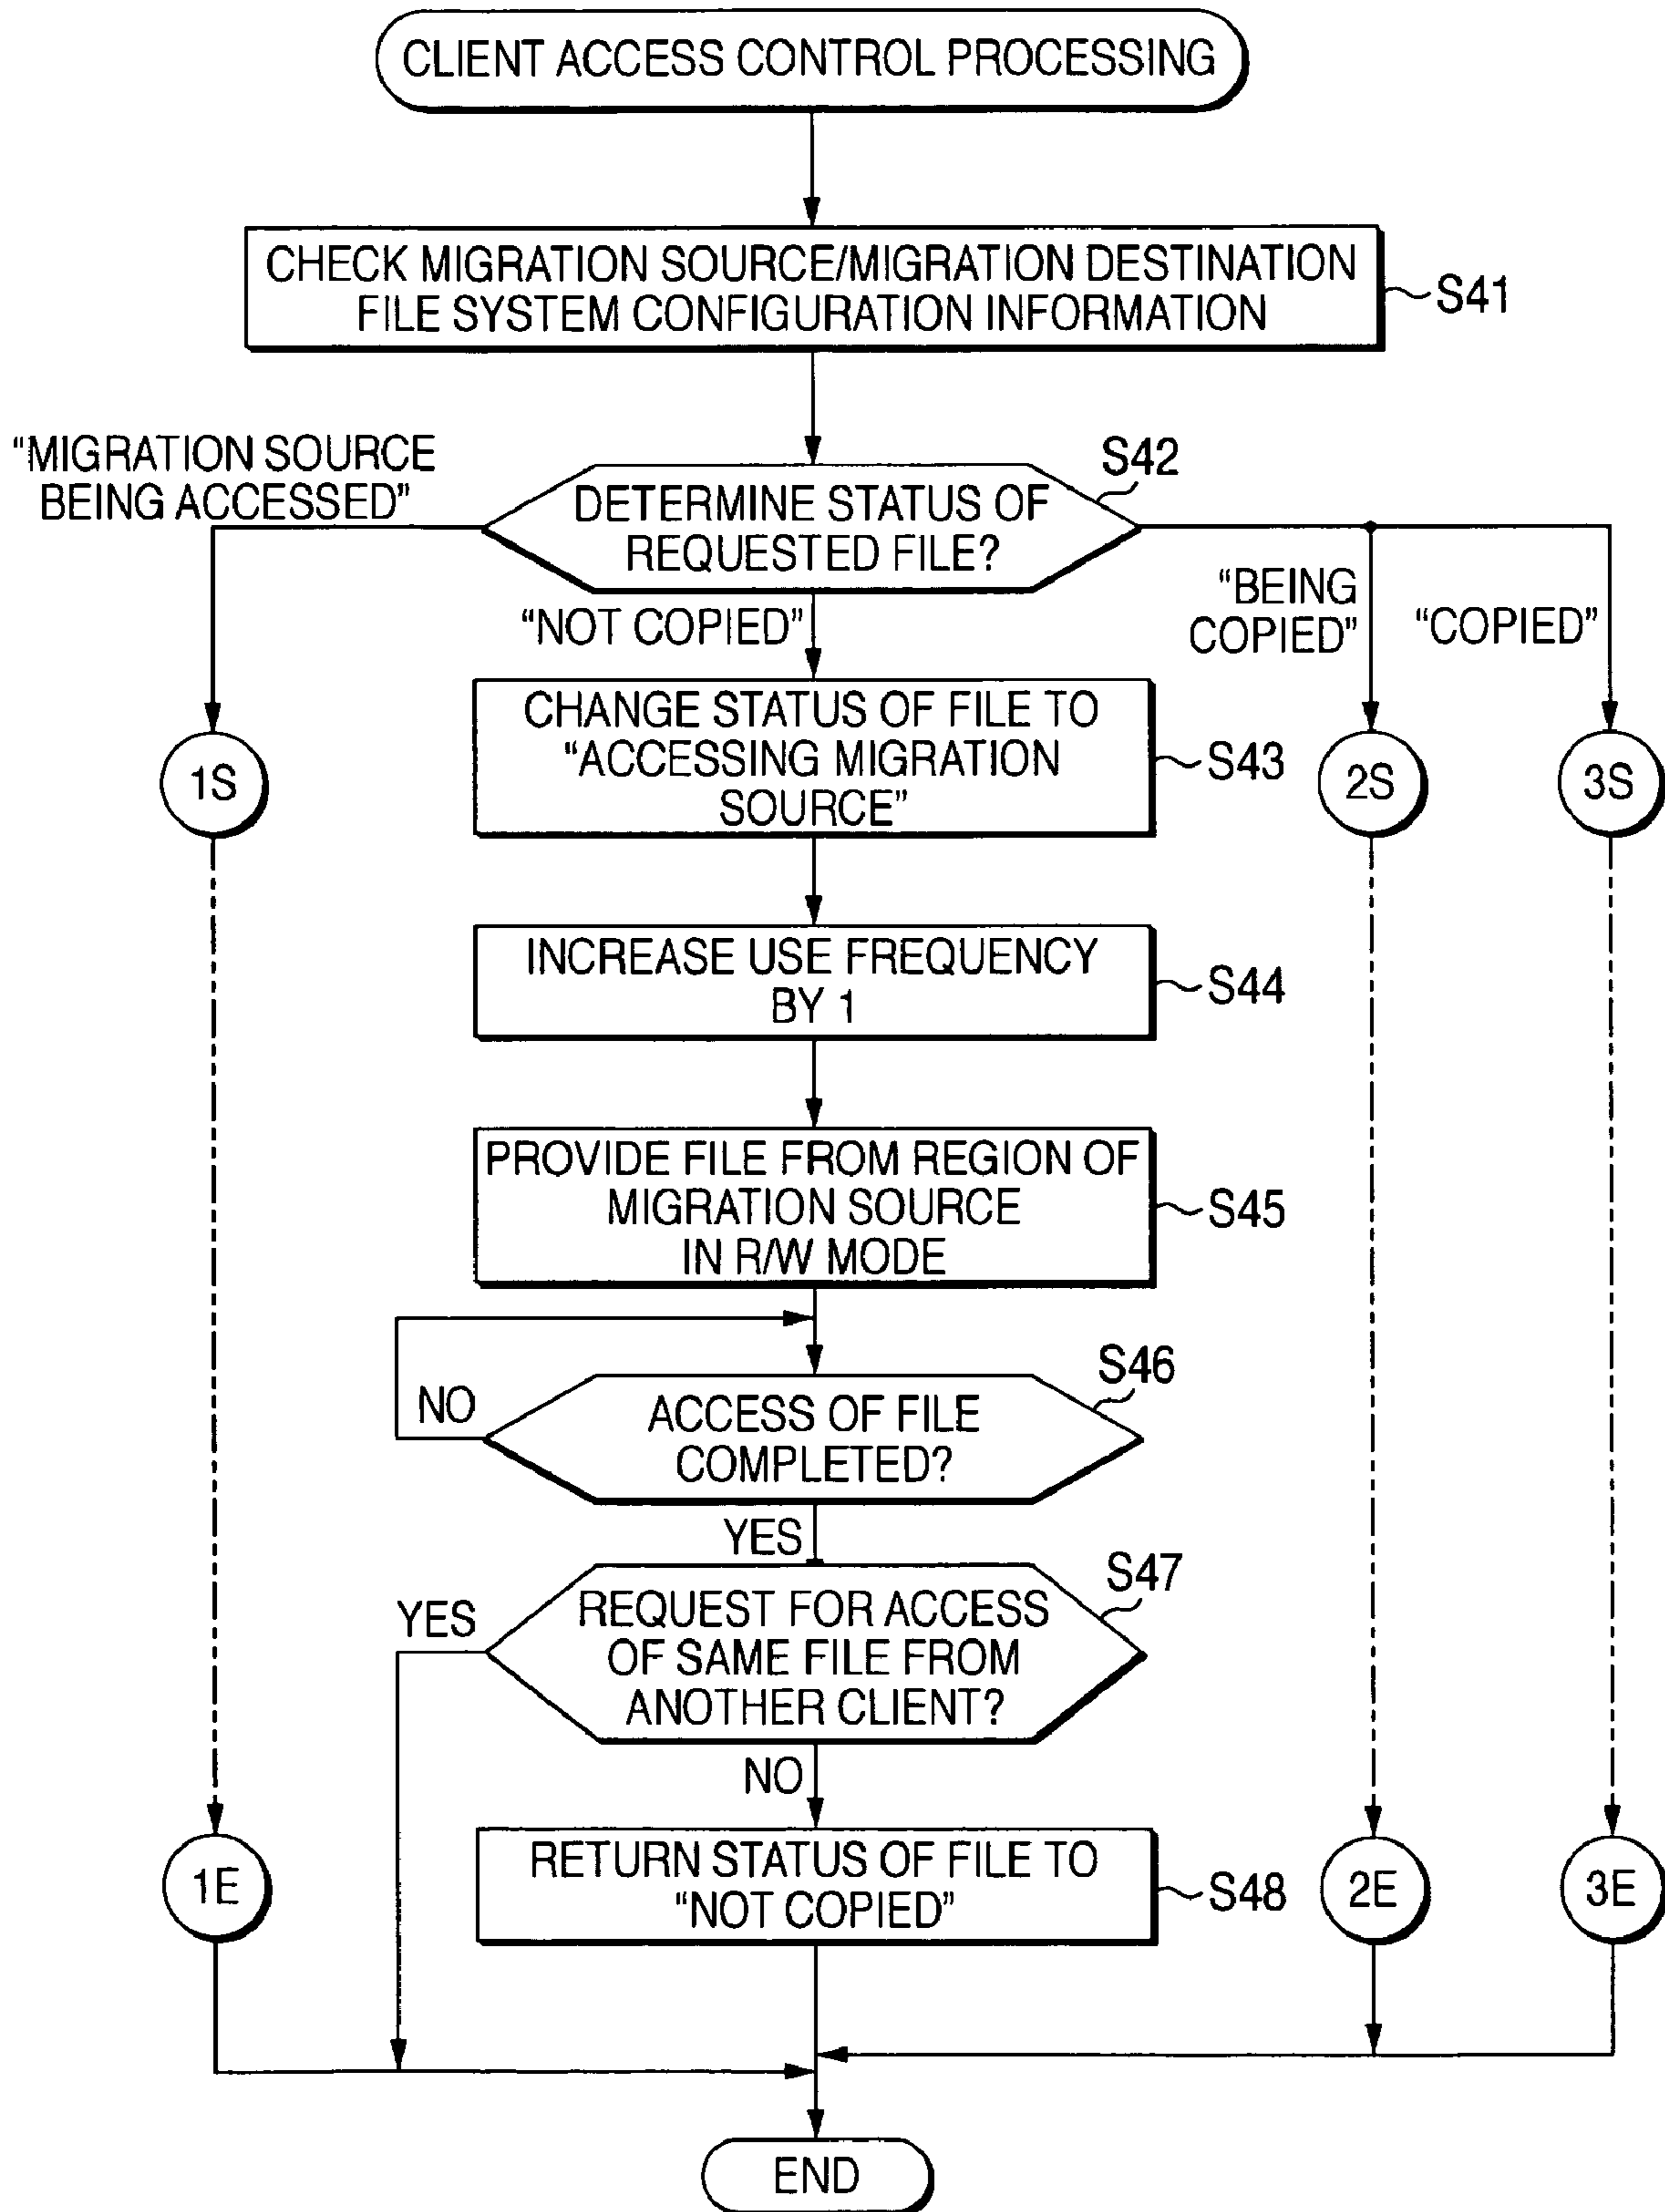 CLIENT ACCESS CONTROL PROCESSING
CHECK MIGRATION SOURCE/MIGRATION DESTINATION
FILE SYSTEM CONFIGURATION INFORMATION
S41
"MIGRATION SOURCE
BEING ACCESSED"
S42
DETERMINE STATUS OF
REQUESTED FILE?
"NOT COPIED"
"BEING
COPIED"
"COPIED"
1S
CHANGE STATUS OF FILE TO
"ACCESSING MIGRATION
SOURCE"
S43
2S
3S
INCREASE USE FREQUENCY
BY 1
S44
PROVIDE FILE FROM REGION OF
MIGRATION SOURCE
IN R/W MODE
S45
S46
NO
ACCESS OF FILE
COMPLETED?
YES
S47
YES
REQUEST FOR ACCESS
OF SAME FILE FROM
ANOTHER CLIENT?
NO
1E
RETURN STATUS OF FILE TO
"NOT COPIED"
S48
2E
3E
END